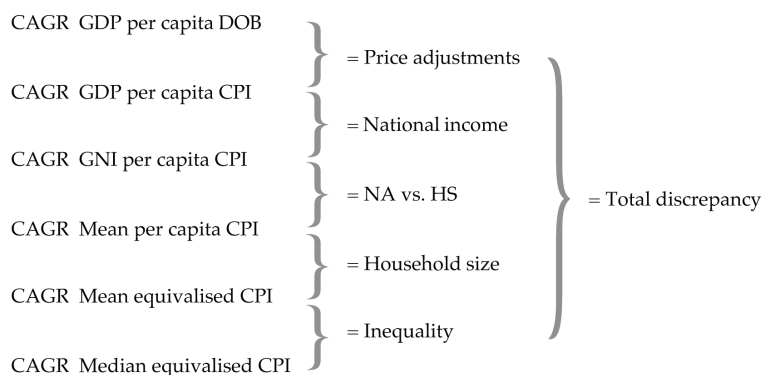 CAGR GDP per capita DOB
= Price adjustments
CAGR GDP per capita CPI
= National income
CAGR GNI per capita CPI
= NA vs. HS
= Total discrepancy
CAGR Mean per capita CPI
= Household size
CAGR Mean equivalised CPI
= Inequality
CAGR Median equivalised CPI